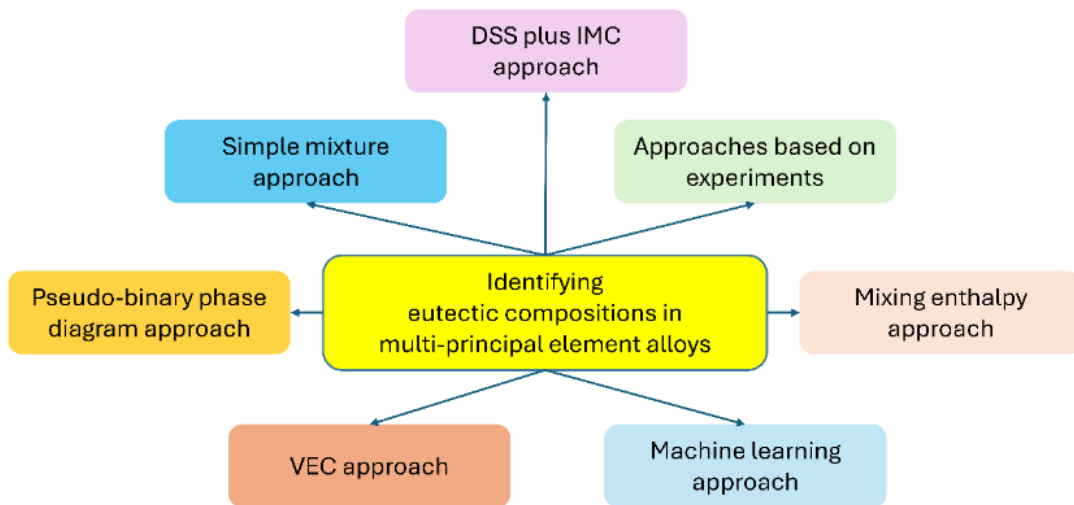 DSS plus IMC
approach
Simple mixture
approach
Approaches based on
experiments
Pseudo-binary phase
diagram approach
Identifying
eutectic compositions in
multi-principal element alloys
Mixing enthalpy
approach
VEC approach
Machine learning
approach